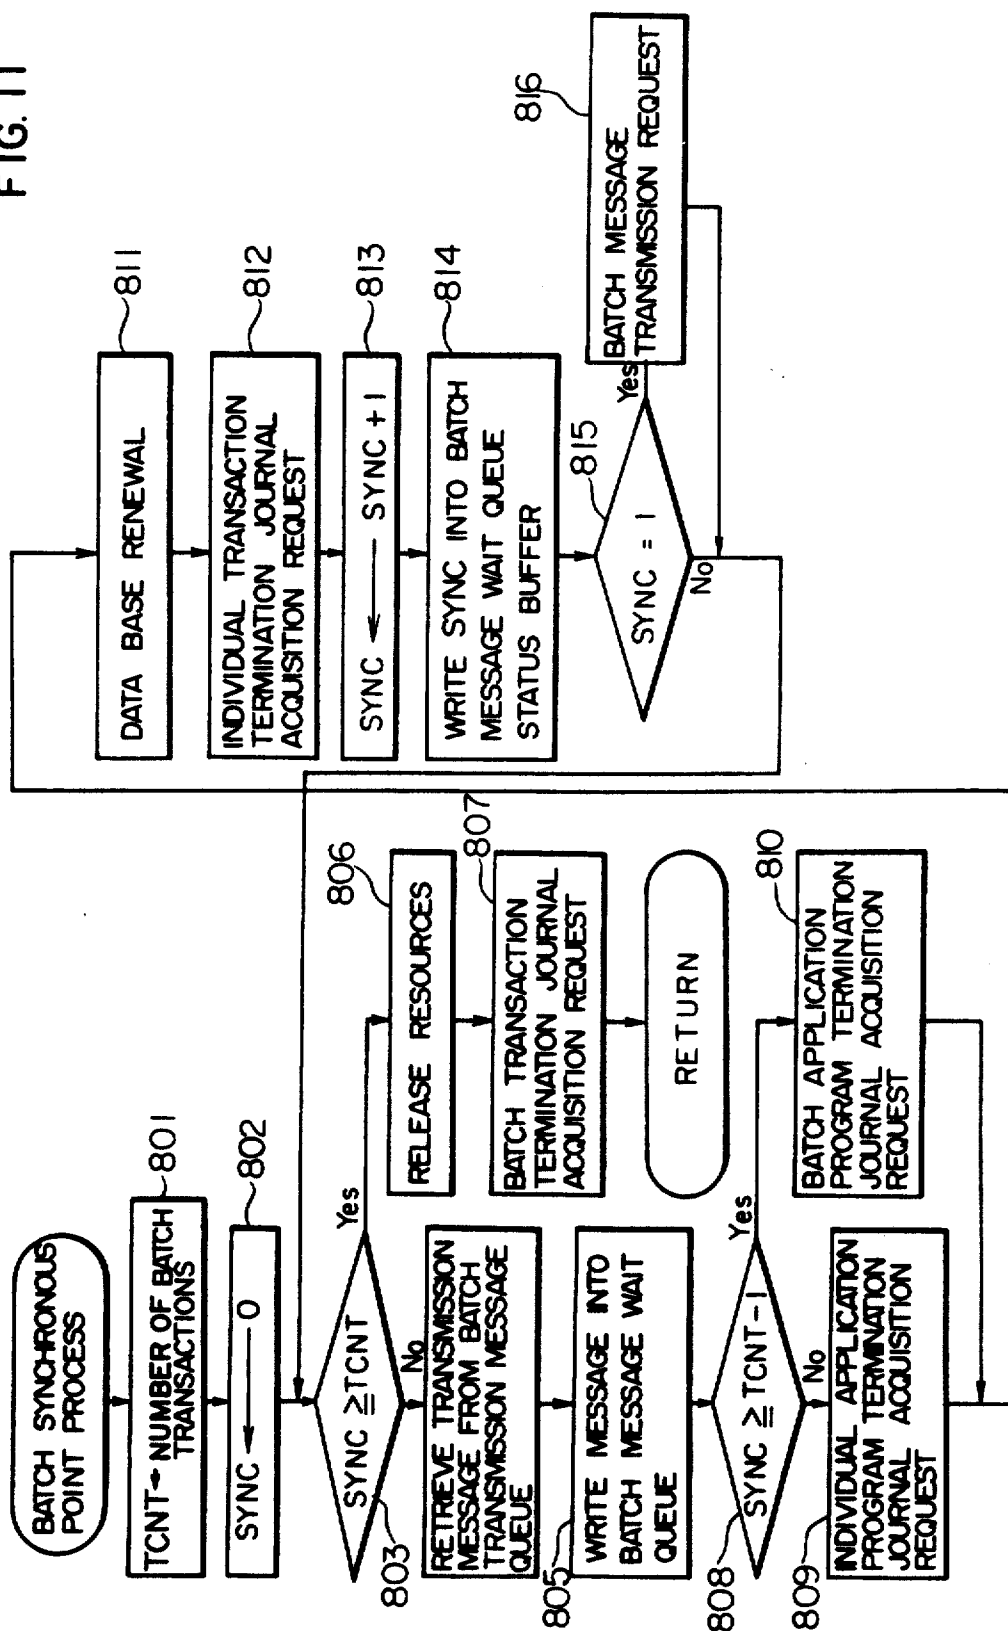 FIG. 11
BATCH SYNCHRONOUS
POINT PROCESS
801
TCNT← NUMBER OF BATCH
TRANSACTIONS
802
SYNC ← 0
803
SYNC ≧ TCNT
Yes
No
RETRIEVE TRANSMISSION
MESSAGE FROM BATCH
TRANSMISSION MESSAGE
QUEUE
805
WRITE MESSAGE INTO
BATCH MESSAGE WAIT
QUEUE
806
RELEASE RESOURCES
807
BATCH TRANSACTION
TERMINATION JOURNAL
ACQUISITION REQUEST
RETURN
808
SYNC ≧ TCNT-1
Yes
No
809
INDIVIDUAL APPLICATION
PROGRAM TERMINATION
JOURNAL ACQUISITION
REQUEST
810
BATCH APPLICATION
PROGRAM TERMINATION
JOURNAL ACQUISITION
REQUEST
811
DATA BASE RENEWAL
812
INDIVIDUAL TRANSACTION
TERMINATION JOURNAL
ACQUISITION REQUEST
813
SYNC ← SYNC + 1
814
WRITE SYNC INTO BATCH
MESSAGE WAIT QUEUE
STATUS BUFFER
815
SYNC = 1
Yes
No
816
BATCH MESSAGE
TRANSMISSION REQUEST